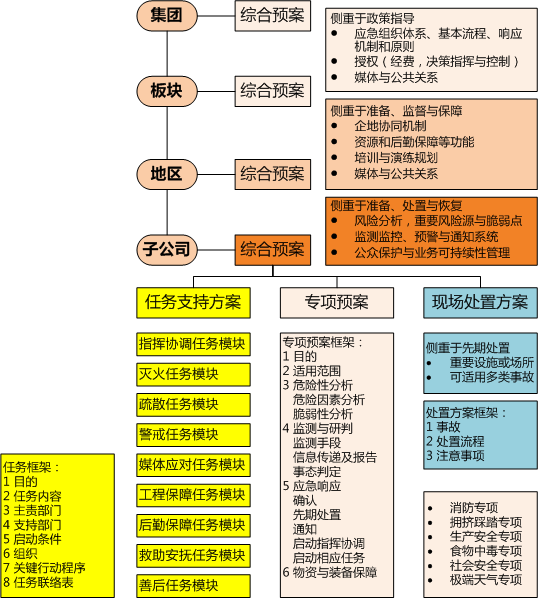 集团
综合预案
侧重于政策指导
● 应急组织体系、基本流程、响应
机制和原则
● 授权（经费，决策指挥与控制）
● 媒体与公共关系
板块
综合预案
侧重于准备、监督与保障
● 企地协同机制
● 资源和后勤保障等功能
● 培训与演练规划
● 媒体与公共关系
地区
综合预案
侧重于准备、处置与恢复
● 风险分析，重要风险源与脆弱点
● 监测监控、预警与通知系统
● 公众保护与业务可持续性管理
子公司
综合预案
任务支持方案
专项预案
现场处置方案
指挥协调任务模块
灭火任务模块
疏散任务模块
警戒任务模块
媒体应对任务模块
工程保障任务模块
后勤保障任务模块
救助安抚任务模块
善后任务模块
任务框架：
1 目的
2 任务内容
3 主责部门
4 支持部门
5 启动条件
6 组织
7 关键行动程序
8 任务联络表
专项预案框架：
1 目的
2 适用范围
3 危险性分析
危险因素分析
脆弱性分析
4 监测与研判
监测手段
信息传递及报告
事态判定
5 应急响应
确认
先期处置
通知
启动指挥协调
启动相应任务
6 物资与装备保障
侧重于先期处置
● 重要设施或场所
● 可适用多类事故
处置方案框架：
1 事故
2 处置流程
3 注意事项
● 消防专项
● 拥挤踩踏专项
● 生产安全专项
● 食物中毒专项
● 社会安全专项
● 极端天气专项